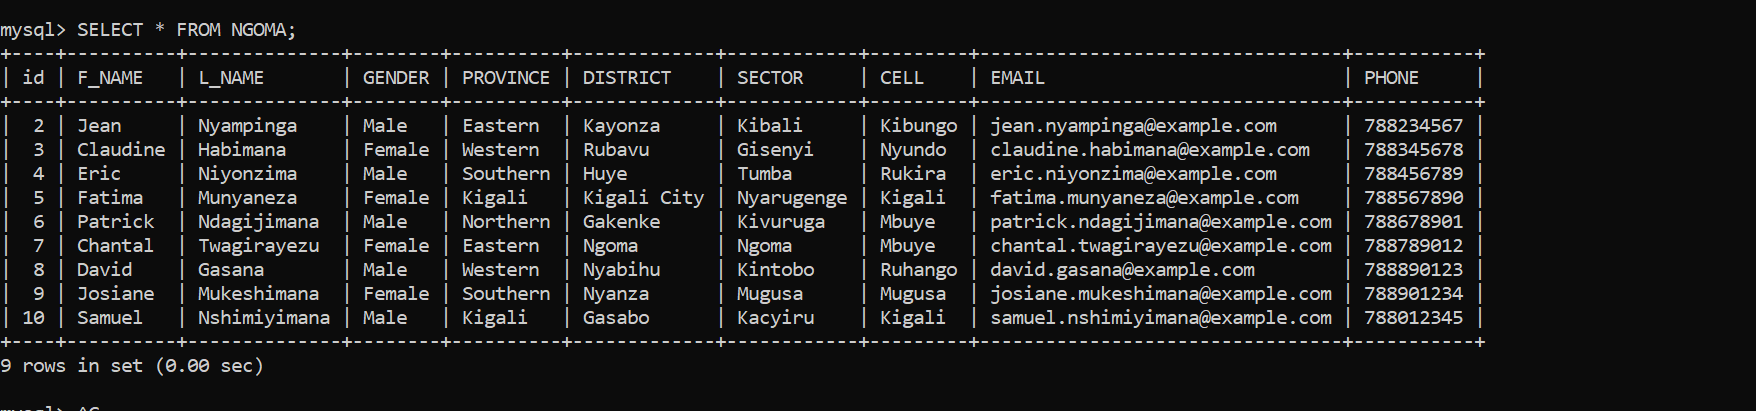 mysql> SELECT * FROM NGOMA;
+----+----------+-------------+--------+----------+-------------+------------+---------+---------------------------------+-----------+
| id | F_NAME   | L_NAME      | GENDER | PROVINCE | DISTRICT    | SECTOR     | CELL    | EMAIL                           | PHONE     |
+----+----------+-------------+--------+----------+-------------+------------+---------+---------------------------------+-----------+
|  2 | Jean     | Nyampinga   | Male   | Eastern  | Kayonza     | Kibali     | Kibungo | jean.nyampinga@example.com      | 788234567 |
|  3 | Claudine | Habimana    | Female | Western  | Rubavu      | Gisenyi    | Nyundo  | claudine.habimana@example.com   | 788345678 |
|  4 | Eric     | Niyonzima   | Male   | Southern | Huye        | Tumba      | Rukira  | eric.niyonzima@example.com      | 788456789 |
|  5 | Fatima   | Munyaneza   | Female | Kigali   | Kigali City | Nyarugenge | Kigali  | fatima.munyaneza@example.com    | 788567890 |
|  6 | Patrick  | Ndagijimana | Male   | Northern | Gakenke     | Kivuruga   | Mbuye   | patrick.ndagijimana@example.com | 788678901 |
|  7 | Chantal  | Twagirayezu | Female | Eastern  | Ngoma       | Ngoma      | Mbuye   | chantal.twagirayezu@example.com | 788789012 |
|  8 | David    | Gasana      | Male   | Western  | Nyabihu     | Kintobo    | Ruhango | david.gasana@example.com        | 788890123 |
|  9 | Josiane  | Mukeshimana | Female | Southern | Nyanza      | Mugusa     | Mugusa  | josiane.mukeshimana@example.com | 788901234 |
| 10 | Samuel   | Nshimiyimana | Male   | Kigali   | Gasabo      | Kacyiru    | Kigali  | samuel.nshimiyimana@example.com | 788012345 |
+----+----------+-------------+--------+----------+-------------+------------+---------+---------------------------------+-----------+
9 rows in set (0.00 sec)
mysql> ^C